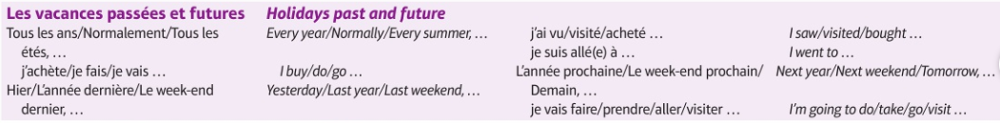 Les vacances passées et futures Holidays past and future
Tous les ans/Normalement/Tous les Every year/Normally/Every summer, …
étés, …
j'achète/je fais/je vais … I buy/do/go …
Hier/L'année dernière/Le week-end Yesterday/Last year/Last weekend, …
dernier, …
j'ai vu/visité/acheté … I saw/visited/bought …
je suis allé(e) à … I went to …
L'année prochaine/Le week-end prochain/ Next year/Next weekend/Tomorrow, …
Demain, …
je vais faire/prendre/aller/visiter … I'm going to do/take/go/visit …